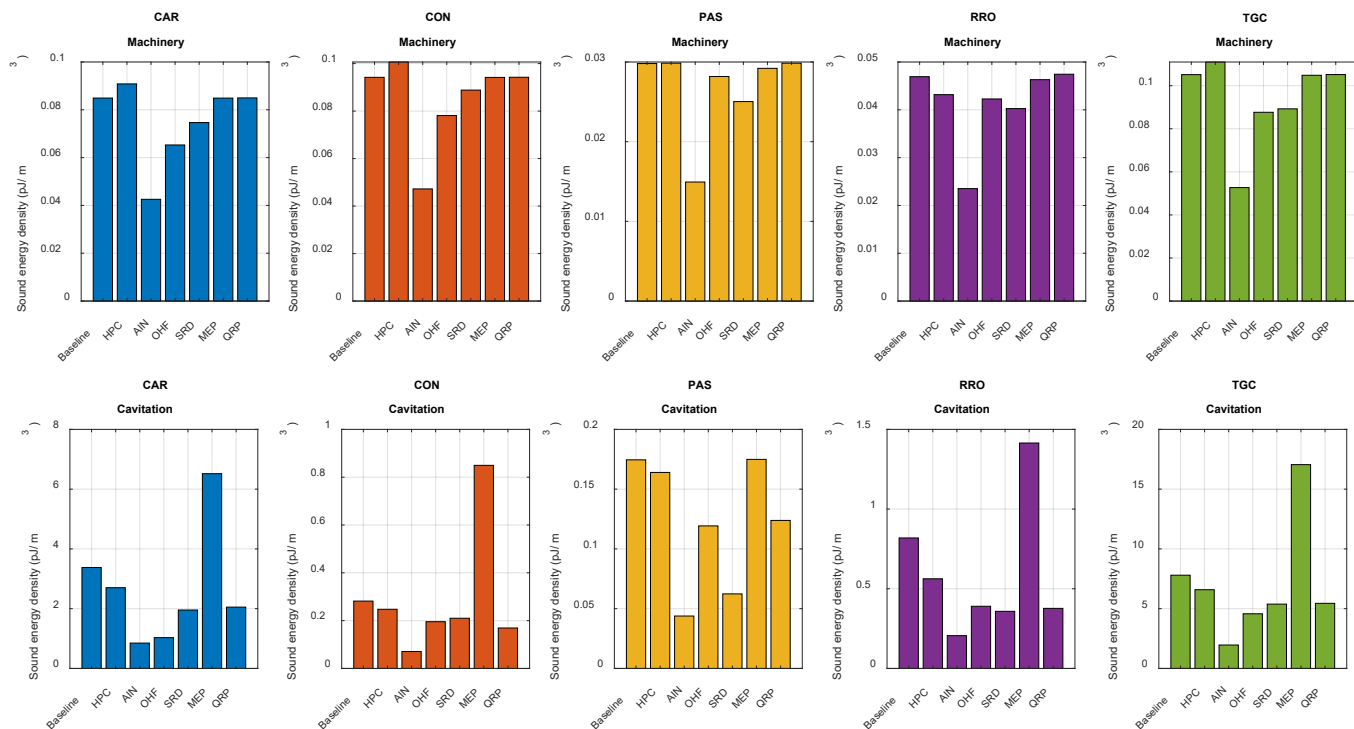 CAR
CON
PAS
RRO
TGC
Machinery
Machinery
Machinery
Machinery
Machinery
Sound energy density (pJ/ m 3 )
0.1
0.08
0.06
0.04
0.02
0
Baseline
HPC
AIN
OHF
SRD
MEP
QRP
Sound energy density (pJ/ m 3 )
0.1
0.08
0.06
0.04
0.02
0
Baseline
HPC
AIN
OHF
SRD
MEP
QRP
Sound energy density (pJ/ m 3 )
0.03
0.02
0.01
0
Baseline
HPC
AIN
OHF
SRD
MEP
QRP
Sound energy density (pJ/ m 3 )
0.05
0.04
0.03
0.02
0.01
0
Baseline
HPC
AIN
OHF
SRD
MEP
QRP
Sound energy density (pJ/ m 3 )
0.1
0.08
0.06
0.04
0.02
0
Baseline
HPC
AIN
OHF
SRD
MEP
QRP
CAR
CON
PAS
RRO
TGC
Cavitation
Cavitation
Cavitation
Cavitation
Cavitation
Sound energy density (pJ/ m 3 )
8
6
4
2
0
Baseline
HPC
AIN
OHF
SRD
MEP
QRP
Sound energy density (pJ/ m 3 )
1
0.8
0.6
0.4
0.2
0
Baseline
HPC
AIN
OHF
SRD
MEP
QRP
Sound energy density (pJ/ m 3 )
0.2
0.15
0.1
0.05
0
Baseline
HPC
AIN
OHF
SRD
MEP
QRP
Sound energy density (pJ/ m 3 )
1.5
1
0.5
0
Baseline
HPC
AIN
OHF
SRD
MEP
QRP
Sound energy density (pJ/ m 3 )
20
15
10
5
0
Baseline
HPC
AIN
OHF
SRD
MEP
QRP